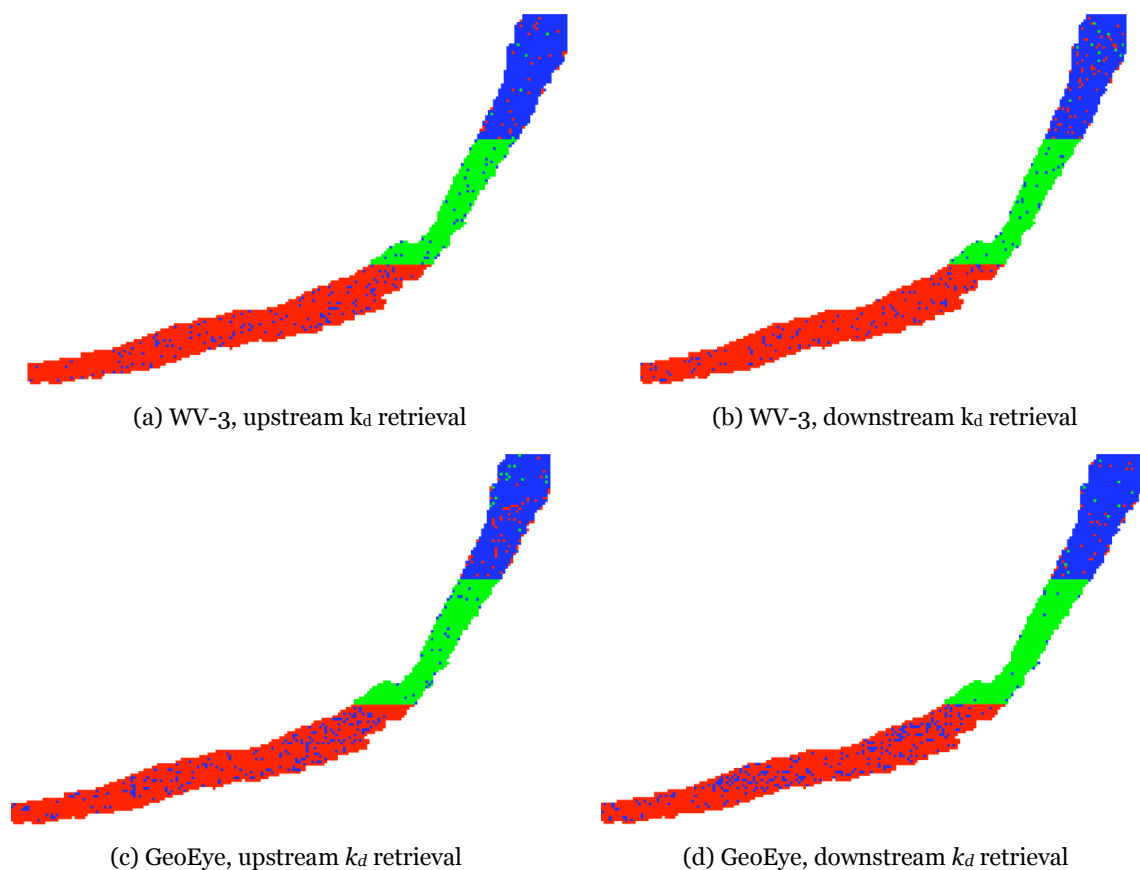 (a) WV-3, upstream kd retrieval
(b) WV-3, downstream kd retrieval
(c) GeoEye, upstream kd retrieval
(d) GeoEye, downstream kd retrieval